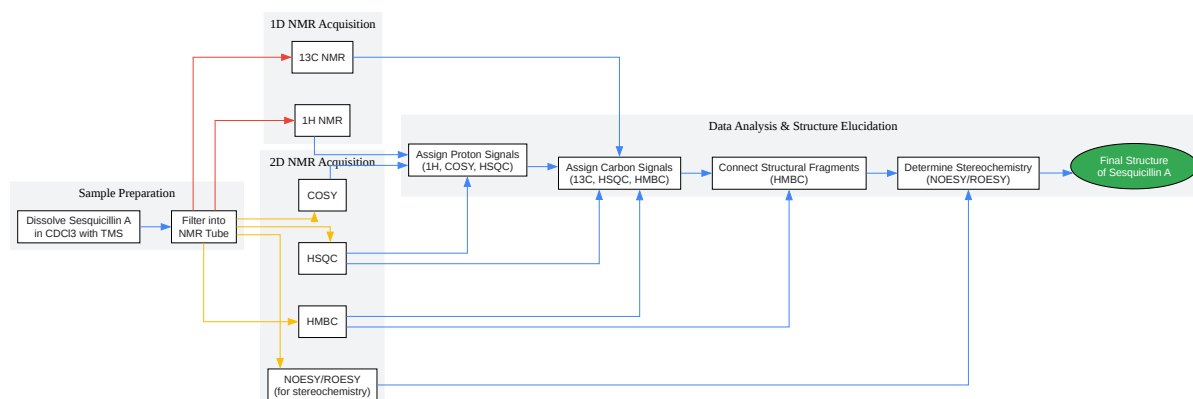 1D NMR Acquisition
13C NMR
1H NMR
Data Analysis & Structure Elucidation
Assign Proton Signals
(1H, COSY, HSQC)
Assign Carbon Signals
(13C, HSQC, HMBC)
Connect Structural Fragments
(HMBC)
Determine Stereochemistry
(NOESY/ROESY)
Final Structure
of Sesquicillin A
2D NMR Acquisition
COSY
HSQC
HMBC
NOESY/ROESY
(for stereochemistry)
Sample Preparation
Dissolve Sesquicillin A
in CDCl3 with TMS
Filter into
NMR Tube